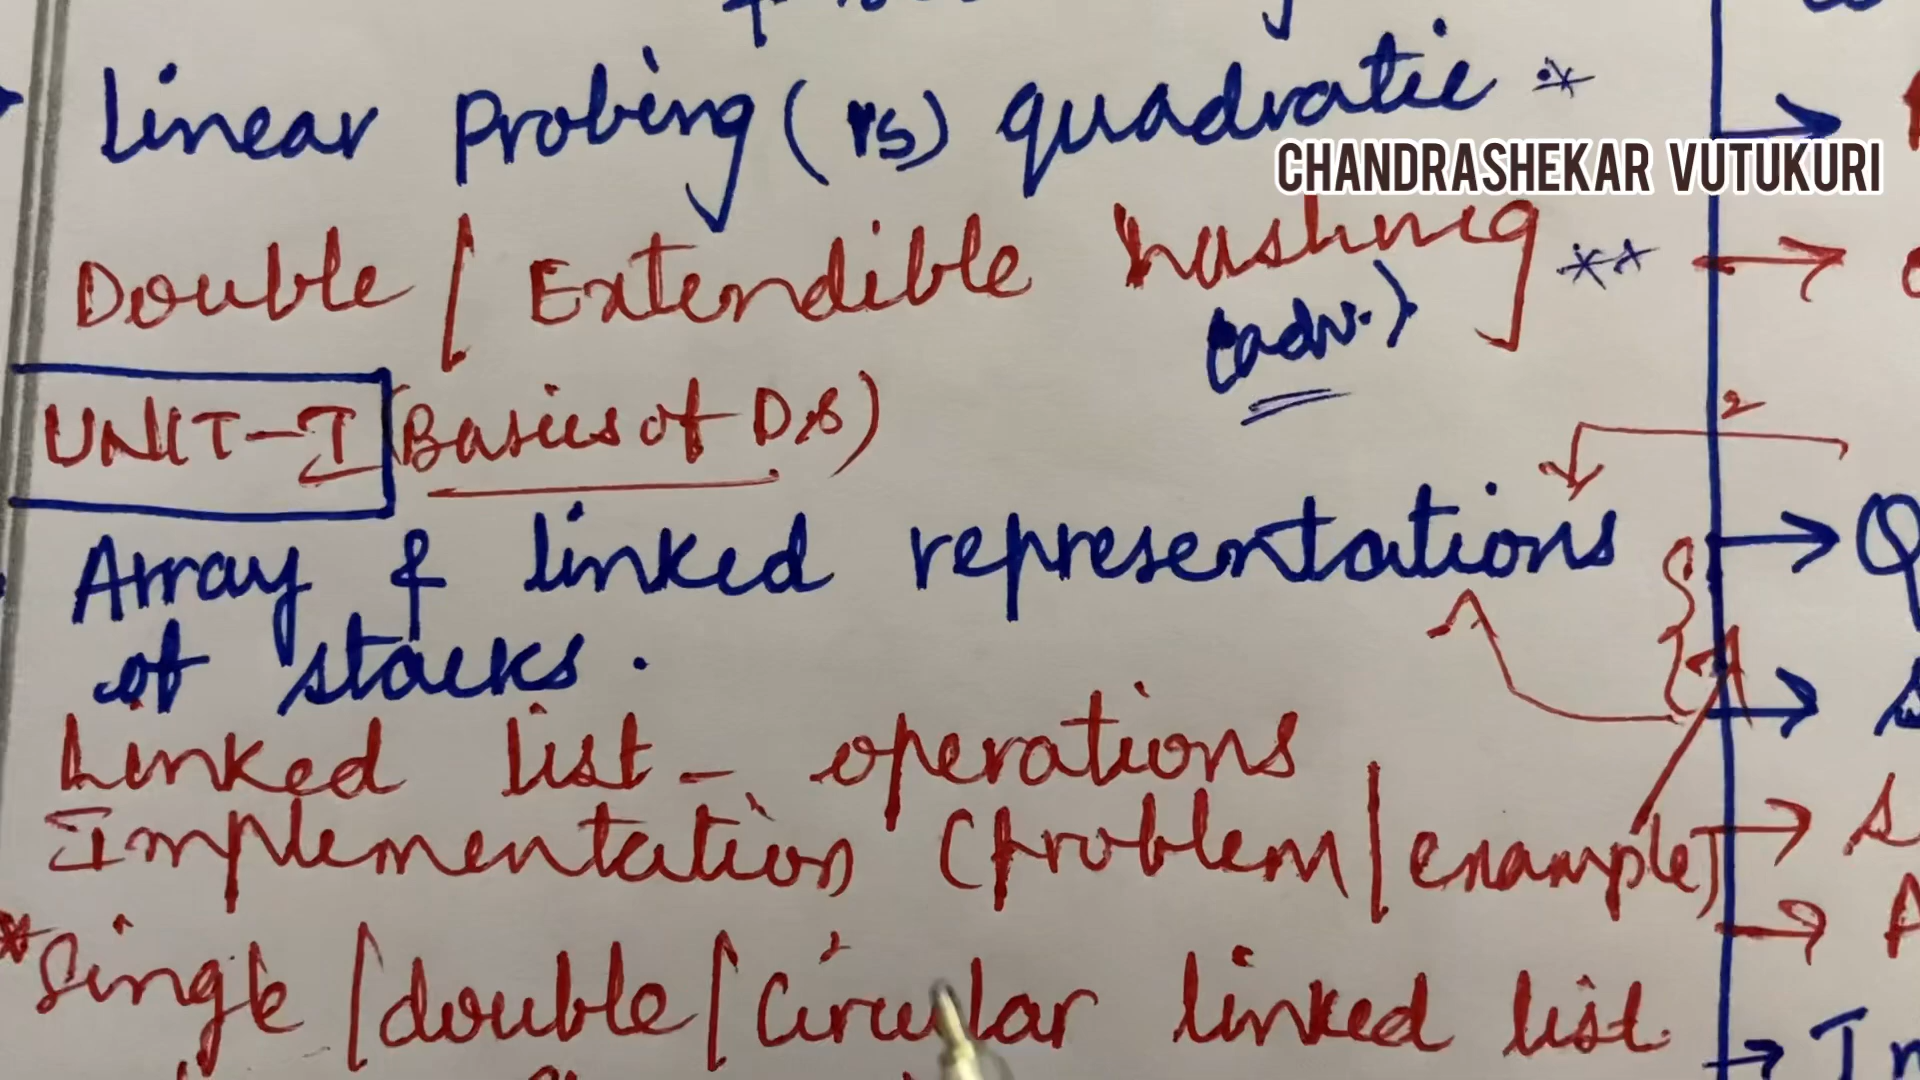 linear probing (vs) quadratic *
CHANDRASHEKAR VUTUKURI
Double / Extendible hashing **
(adv.)
UNIT-I (Basics of D.S)
2
Array & linked representations
of stacks.
Linked list - operations
Implementation (problem/example)
*Single/double/circular linked list